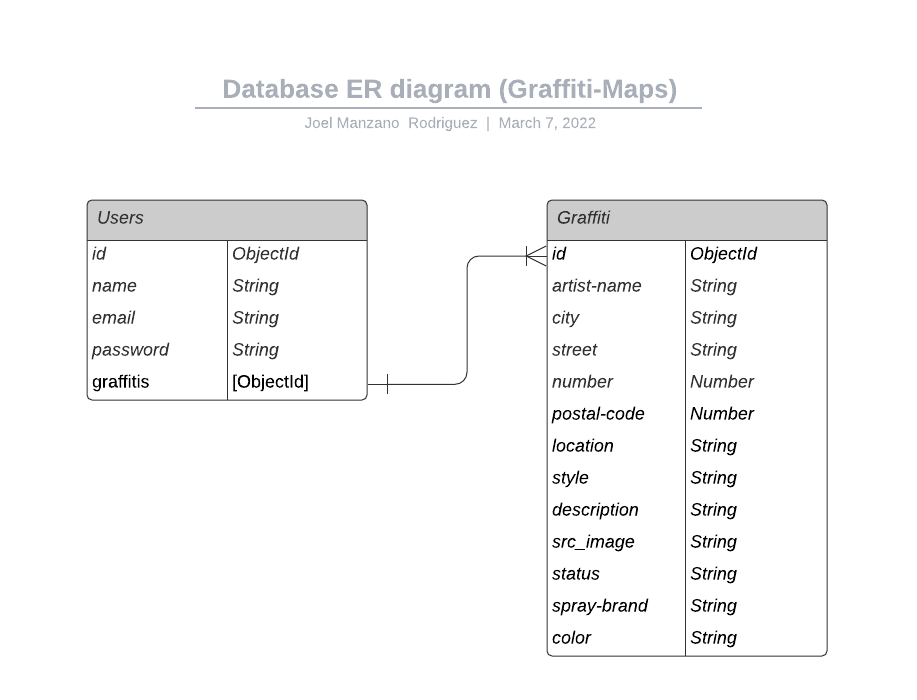 Database ER diagram (Graffiti-Maps)
Joel Manzano Rodriguez | March 7, 2022
Users
id ObjectId
name String
email String
password String
graffitis [ObjectId]
Graffiti
id ObjectId
artist-name String
city String
street String
number Number
postal-code Number
location String
style String
description String
src_image String
status String
spray-brand String
color String